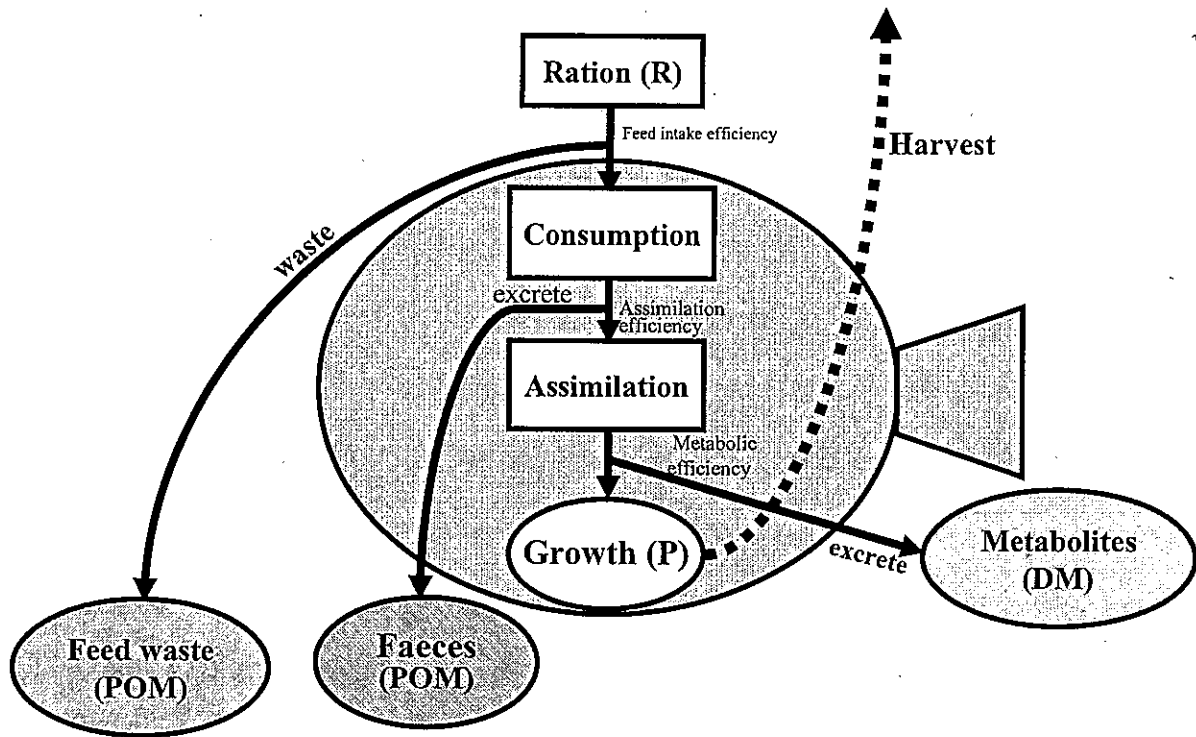 Ration (R)
Feed intake efficiency
Harvest
waste
Consumption
excrete
Assimilation
efficiency
Assimilation
Metabolic
efficiency
Growth (P)
excrete
Metabolites
(DM)
Feed waste
(POM)
Faeces
(POM)